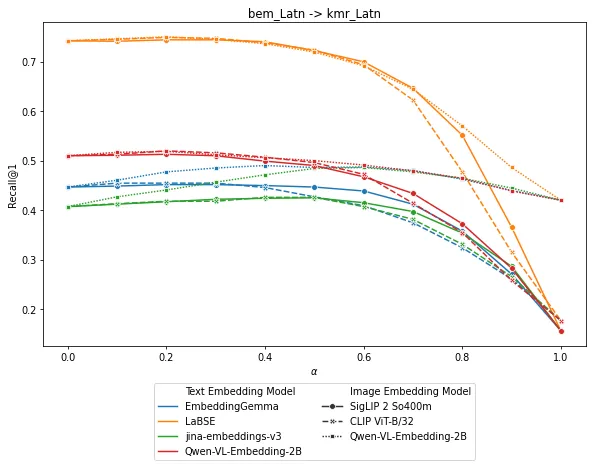 bem_Latn -> kmr_Latn
Recall@1
0.7
0.6
0.5
0.4
0.3
0.2
0.0 0.2 0.4 0.6 0.8 1.0
α
Text Embedding Model Image Embedding Model
EmbeddingGemma SigLIP 2 So400m
LaBSE CLIP ViT-B/32
jina-embeddings-v3 Qwen-VL-Embedding-2B
Qwen-VL-Embedding-2B